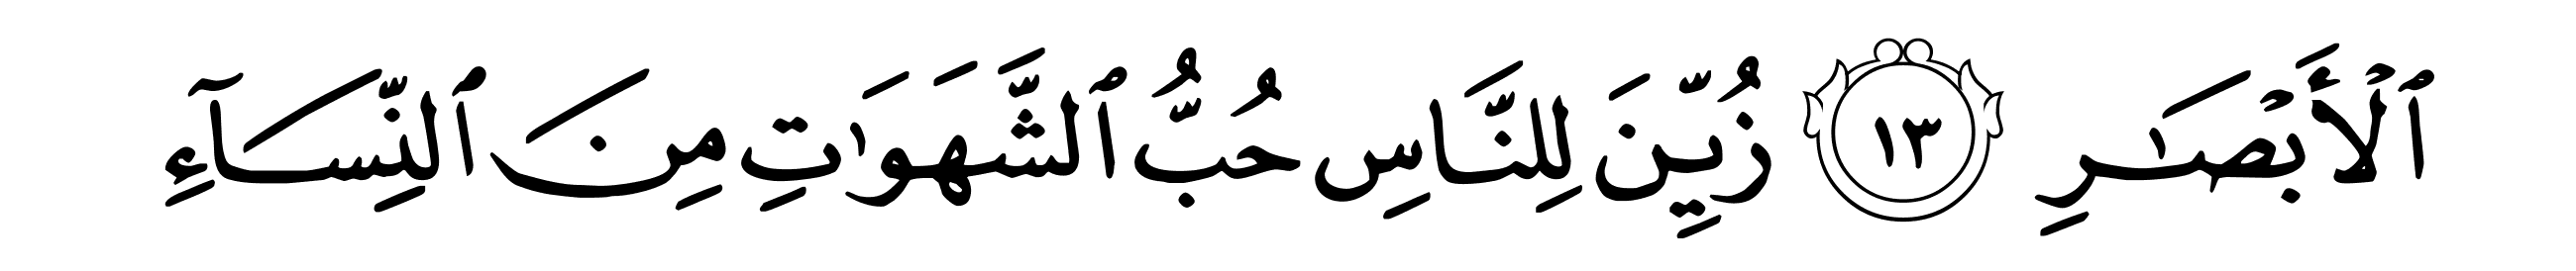 ٱلْأَبْصَـٰرِ ١٣ زُيِّنَ لِلنَّاسِ حُبُّ ٱلشَّهَوَٰتِ مِنَ ٱلنِّسَآءِ